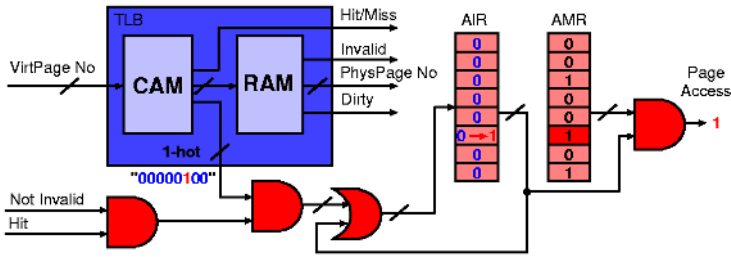 TLB
Hit/Miss
AIR
AMR
Invalid
VirtPage No
CAM
RAM
PhysPage No
Dirty
Page
Access
1-hot
"00000100"
Not Invalid
Hit
0
0
0
0
0
0→1
0
0
0
0
1
0
0
1
0
1
1